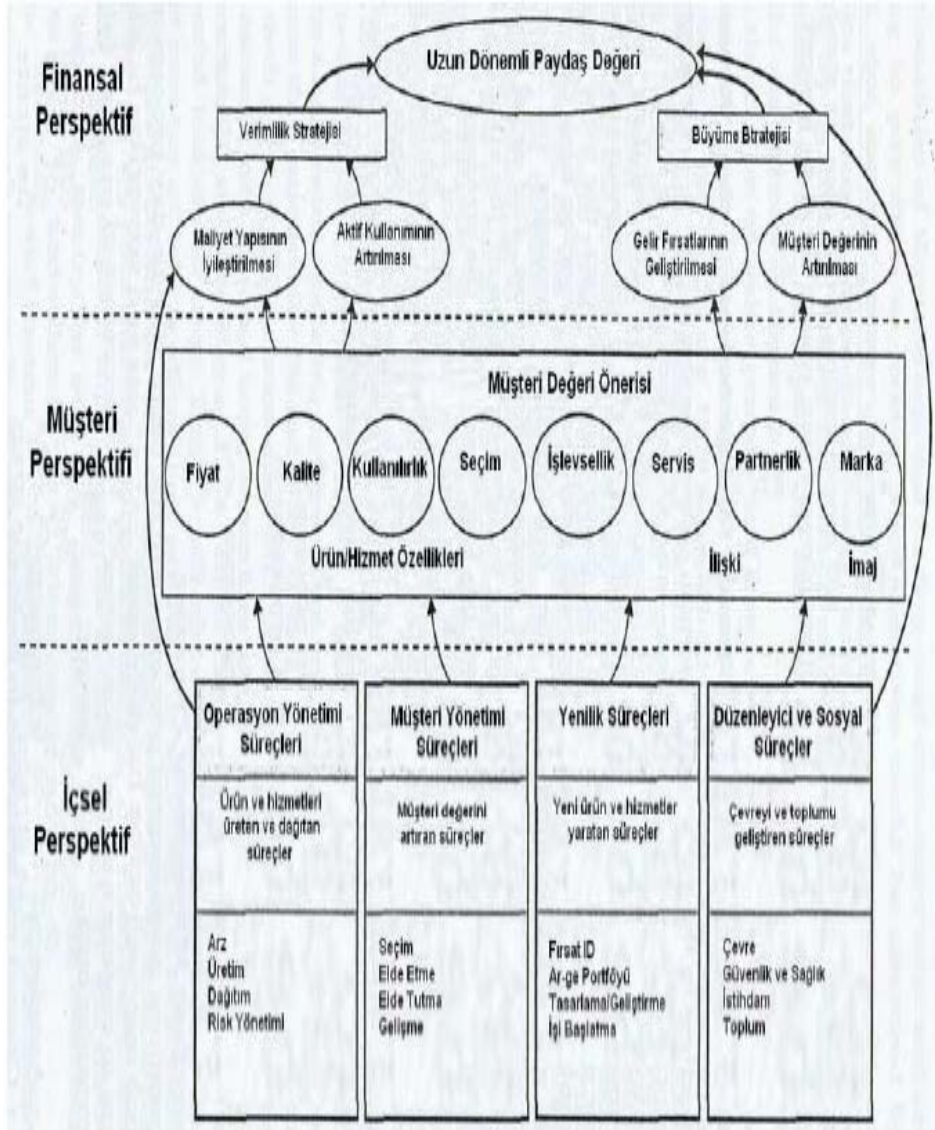 Finansal
Perspektif
Uzun Dönemli Paydaş Değeri
Verimlilik Stratejisi
Büyüme Btratejisi
Maliyet Yapısının
İyileştirilmesi
Aktif Kullanımının
Artırılması
Gelir Fırsatlarının
Geliştirilmesi
Müşteri Değerinin
Artırılması
Müşteri
Perspektifi
Müşteri Değeri Önerisi
Fiyat
Kalite
Kullanılırlık
Seçim
İşlevsellik
Servis
Partnerlik
Marka
Ürün/Hizmet Özellikleri
İlişki
İmaj
İçsel
Perspektif
Operasyon Yönetimi
Süreçleri
Ürün ve hizmetleri
üreten ve dağıtan
süreçler
Arz
Üretim
Dağıtım
Risk Yönetimi
Müşteri Yönetimi
Süreçleri
Müşteri değerini
artıran süreçler
Seçim
Elde Etme
Elde Tutma
Gelişme
Yenilik Süreçleri
Yeni ürün ve hizmetler
yaratan süreçler
Fırsat ID
Ar-ge Portföyü
Tasarlama/Geliştirme
İşi Başlatma
Düzenleyici ve Sosyal
Süreçler
Çevreyi ve toplumu
geliştiren süreçler
Çevre
Güvenlik ve Sağlık
İstihdam
Toplum